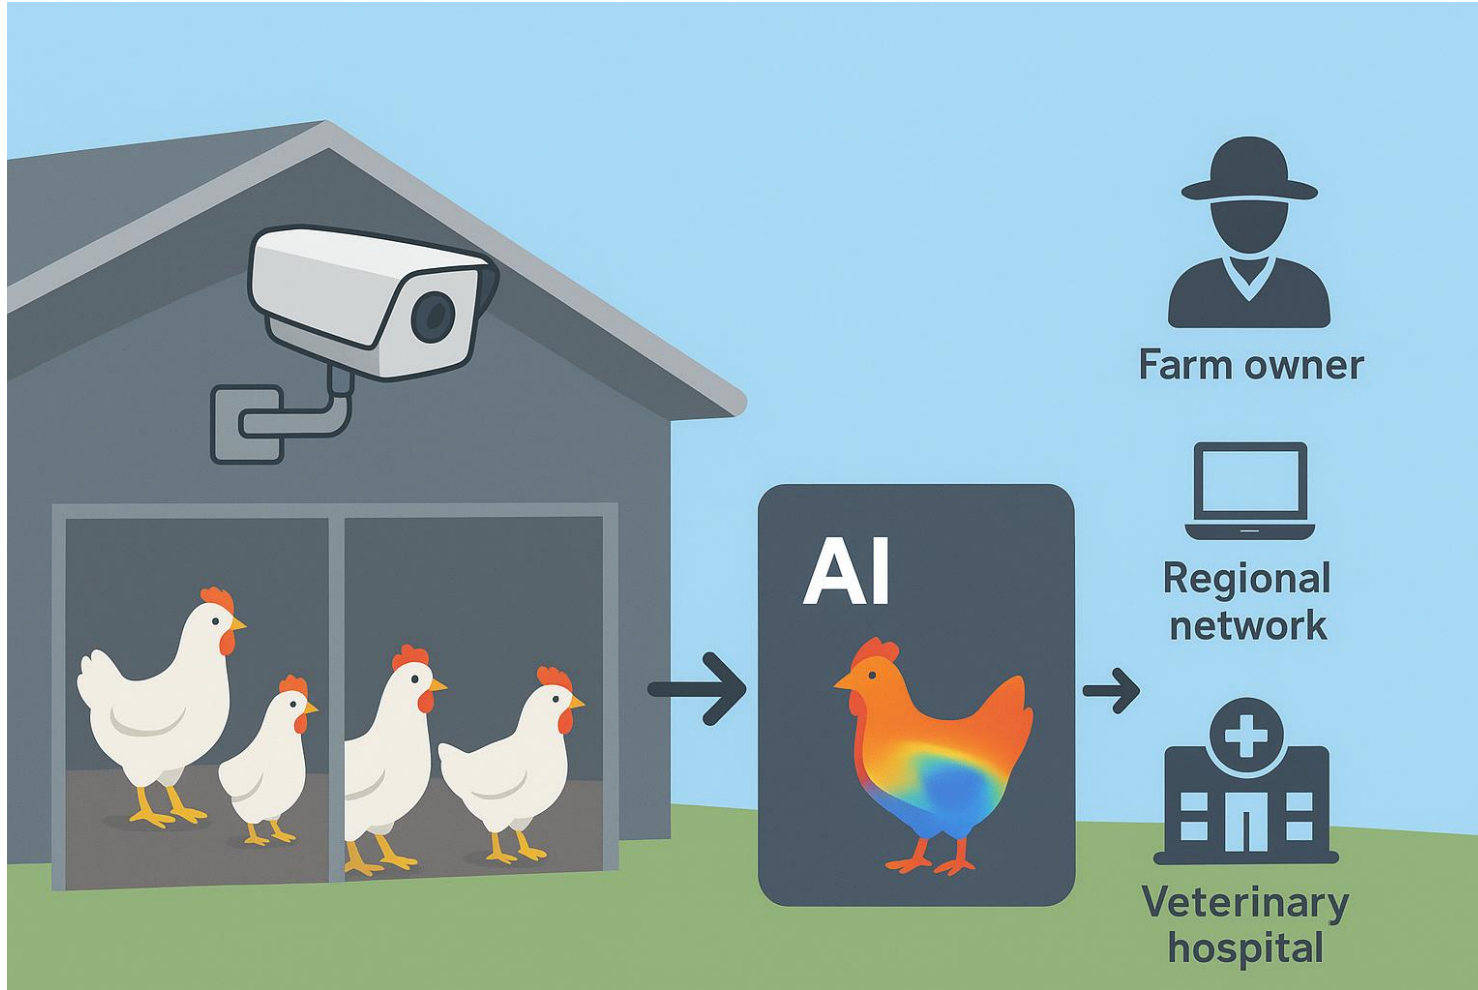 AI
Farm owner
Regional
network
Veterinary
hospital